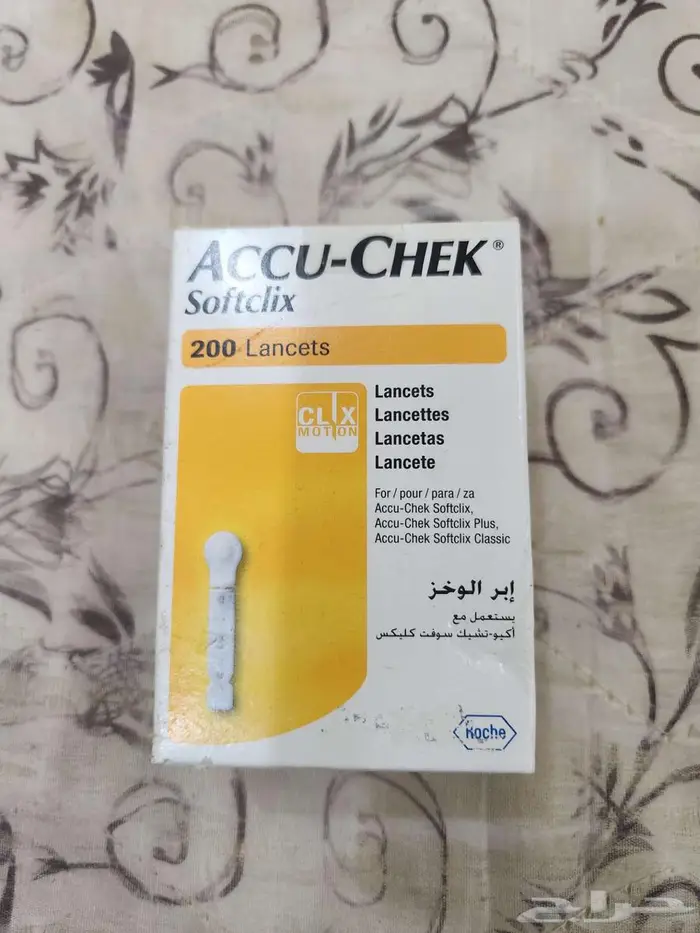 ACCU-CHEK®
Softclix
200 Lancets
CLIX
MOTION
Lancets
Lancettes
Lancetas
Lancete
For / pour / para / za
Accu-Chek Softclix,
Accu-Chek Softclix Plus,
Accu-Chek Softclix Classic
إبر الوخز
يستعمل مع
أكيو-تشيك سوفت كليكس
Roche
حراج